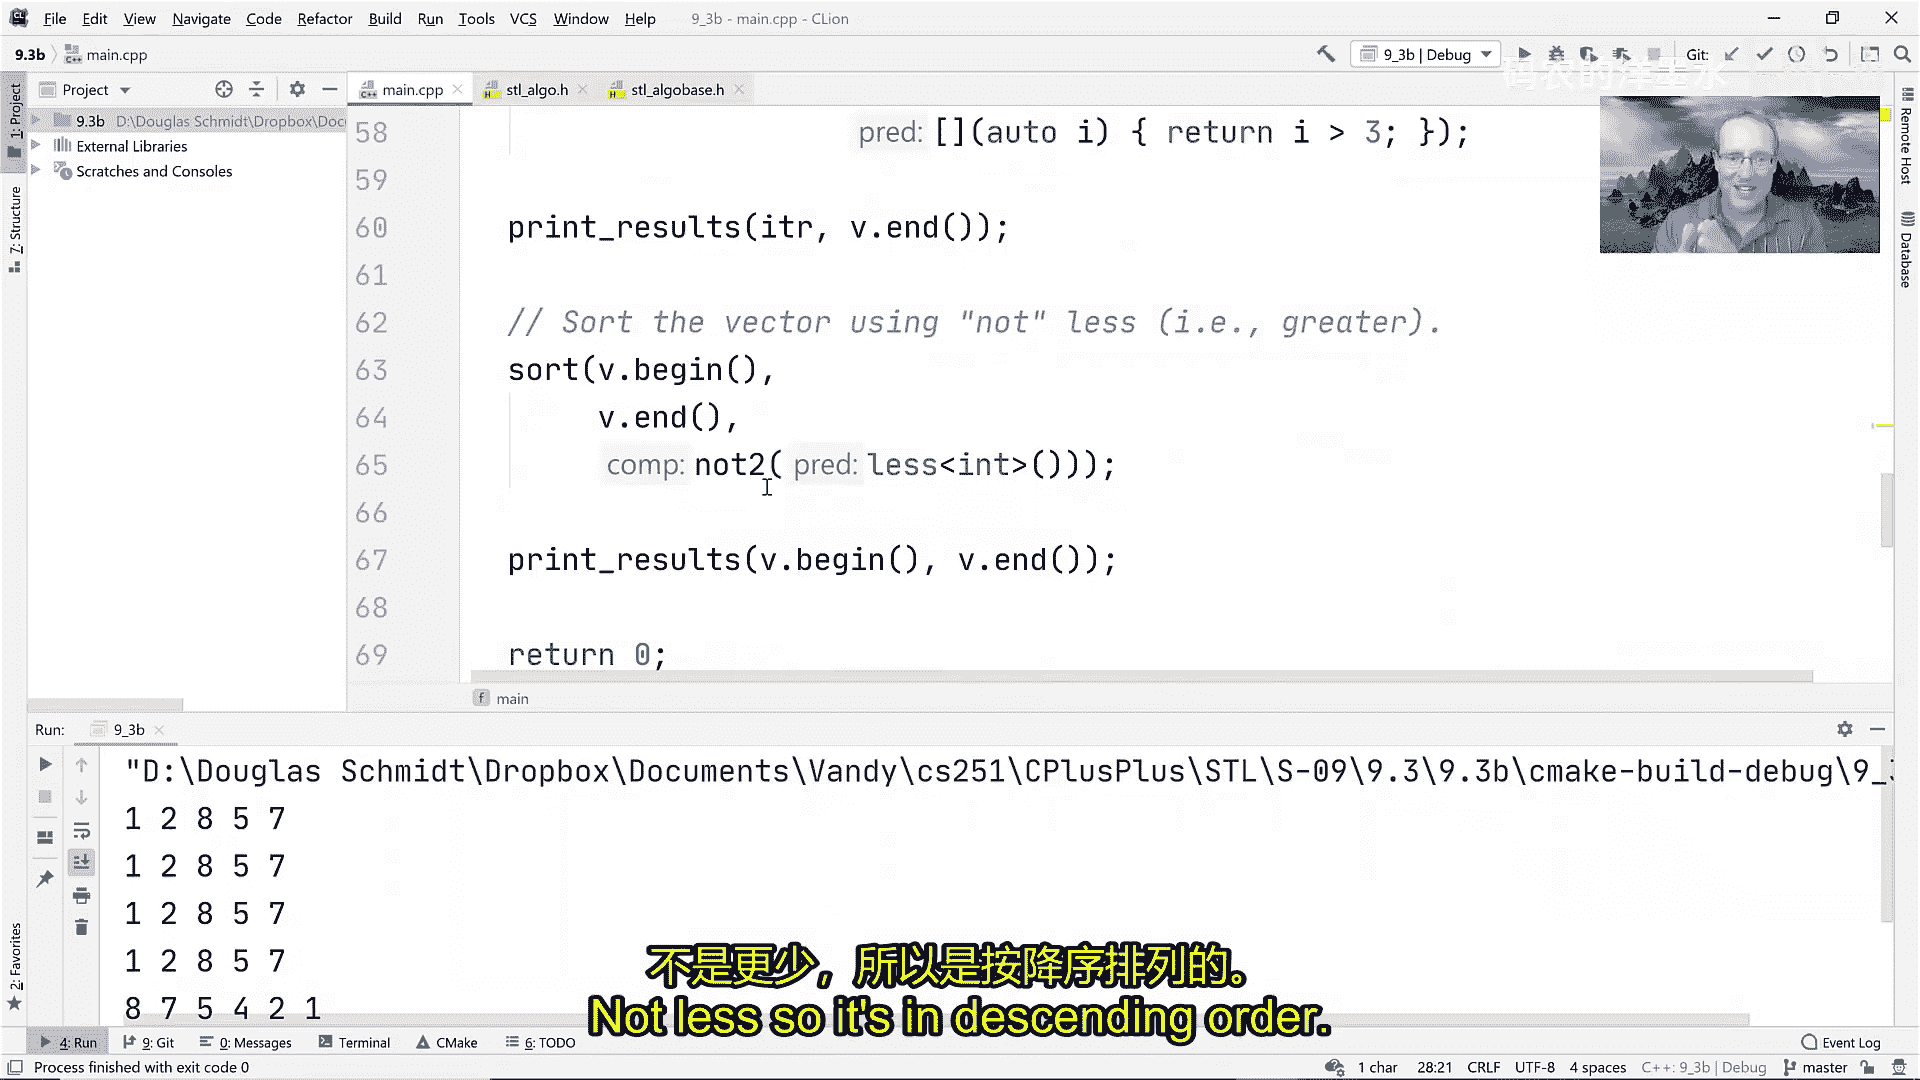 File Edit View Navigate Code Refactor Build Run Tools VCS Window Help 9_3b - main.cpp - CLion
9.3b main.cpp 9_3b | Debug Git:
码农的洋墨水
1: Project
Project
main.cpp stl_algo.h stl_algobase.h
9.3b D:\Douglas Schmidt\Dropbox\Doc
External Libraries
Scratches and Consoles
7: Structure
2: Favorites
Remote Host
Database
58 pred: [](auto i) { return i > 3; });
59
60 print_results(itr, v.end());
61
62 // Sort the vector using "not" less (i.e., greater).
63 sort(v.begin(),
64 v.end(),
65 comp: not2( pred: less<int>()));
66
67 print_results(v.begin(), v.end());
68
69 return 0;
f main
Run: 9_3b
"D:\Douglas Schmidt\Dropbox\Documents\Vandy\cs251\CPlusPlus\STL\S-09\9.3\9.3b\cmake-build-debug\9_3
1 2 8 5 7
1 2 8 5 7
1 2 8 5 7
1 2 8 5 7
8 7 5 4 2 1
不是更少，所以是按降序排列的。
Not less so it's in descending order.
4: Run 9: Git 0: Messages Terminal CMake 6: TODO Event Log
Process finished with exit code 0 1 char 28:21 CRLF UTF-8 4 spaces C++: 9_3b | Debug master